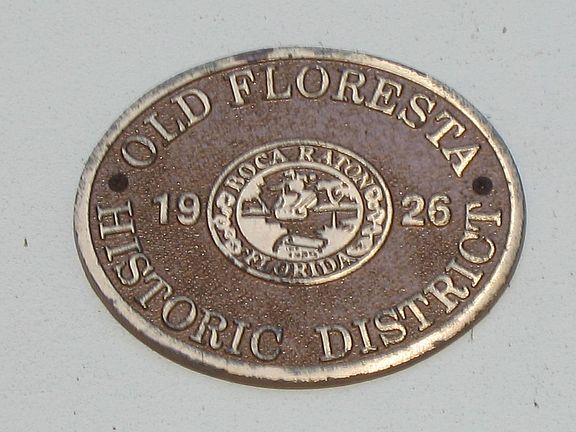 OLD FLORESTA
19 26
BOCA RATON
FLORIDA
HISTORIC DISTRICT